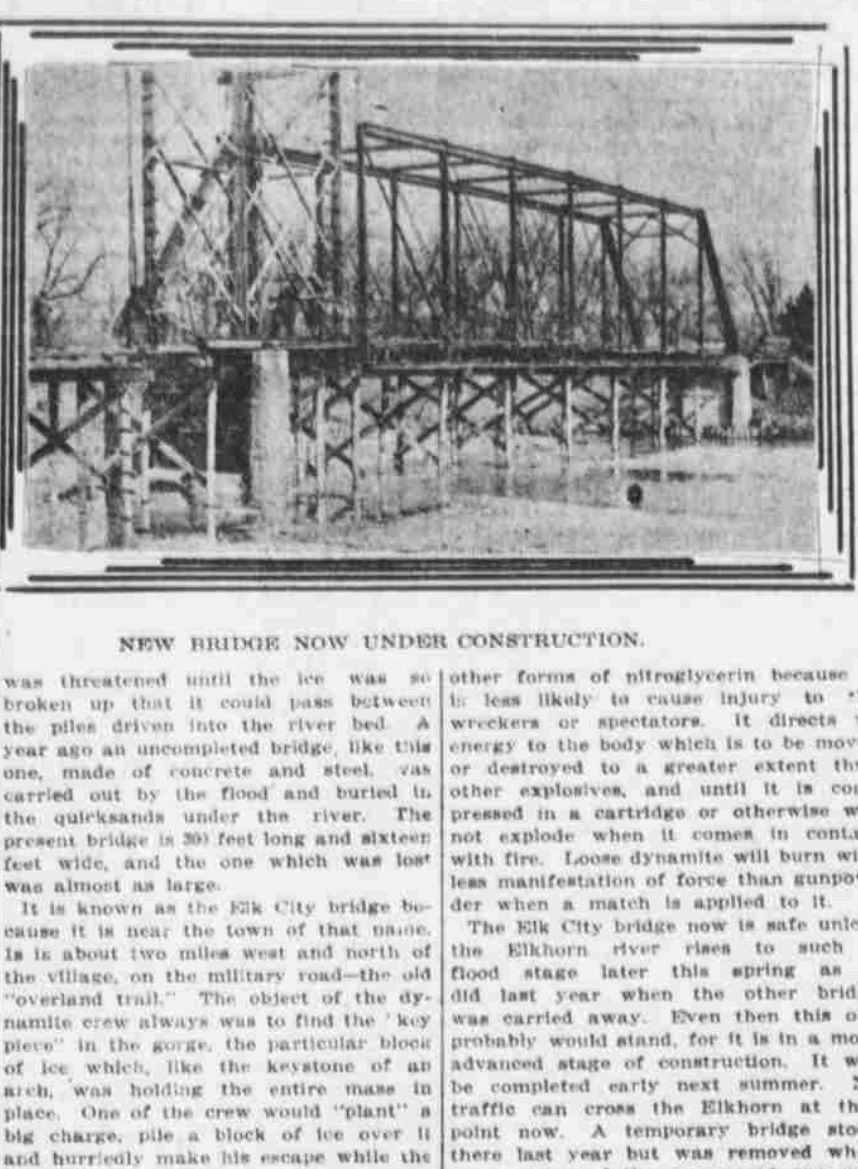 NEW BRIDGE NOW UNDER CONSTRUCTION.
was threatened until the ice was so
broken up that it could pass between
the piles driven into the river bed. A
year ago an uncompleted bridge, like this
one, made of concrete and steel, was
carried out by the flood and buried in
the quicksands under the river. The
present bridge is 300 feet long and sixteen
feet wide, and the one which was lost
was almost as large.
It is known as the Elk City bridge be-
cause it is near the town of that name.
Is is about two miles west and north of
the village, on the military road—the old
"overland trail." The object of the dy-
namite crew always was to find the 'key
piece" in the gorge, the particular block
of ice which, like the keystone of an
arch, was holding the entire mass in
place. One of the crew would "plant" a
big charge, pile a block of ice over it
and hurriedly make his escape while the
other forms of nitroglycerin because
is less likely to cause injury to
wreckers or spectators. It directs
energy to the body which is to be mov
or destroyed to a greater extent th
other explosives, and until it is co
pressed in a cartridge or otherwise w
not explode when it comes in conta
with fire. Loose dynamite will burn wi
less manifestation of force than gunpo
der when a match is applied to it.
The Elk City bridge now is safe unle
the Elkhorn river rises to such
flood stage later this spring as
did last year when the other brid
was carried away. Even then this o
probably would stand, for it is in a mo
advanced stage of construction. It w
be completed early next summer.
traffic can cross the Elkhorn at th
point now. A temporary bridge sto
there last year but was removed wh